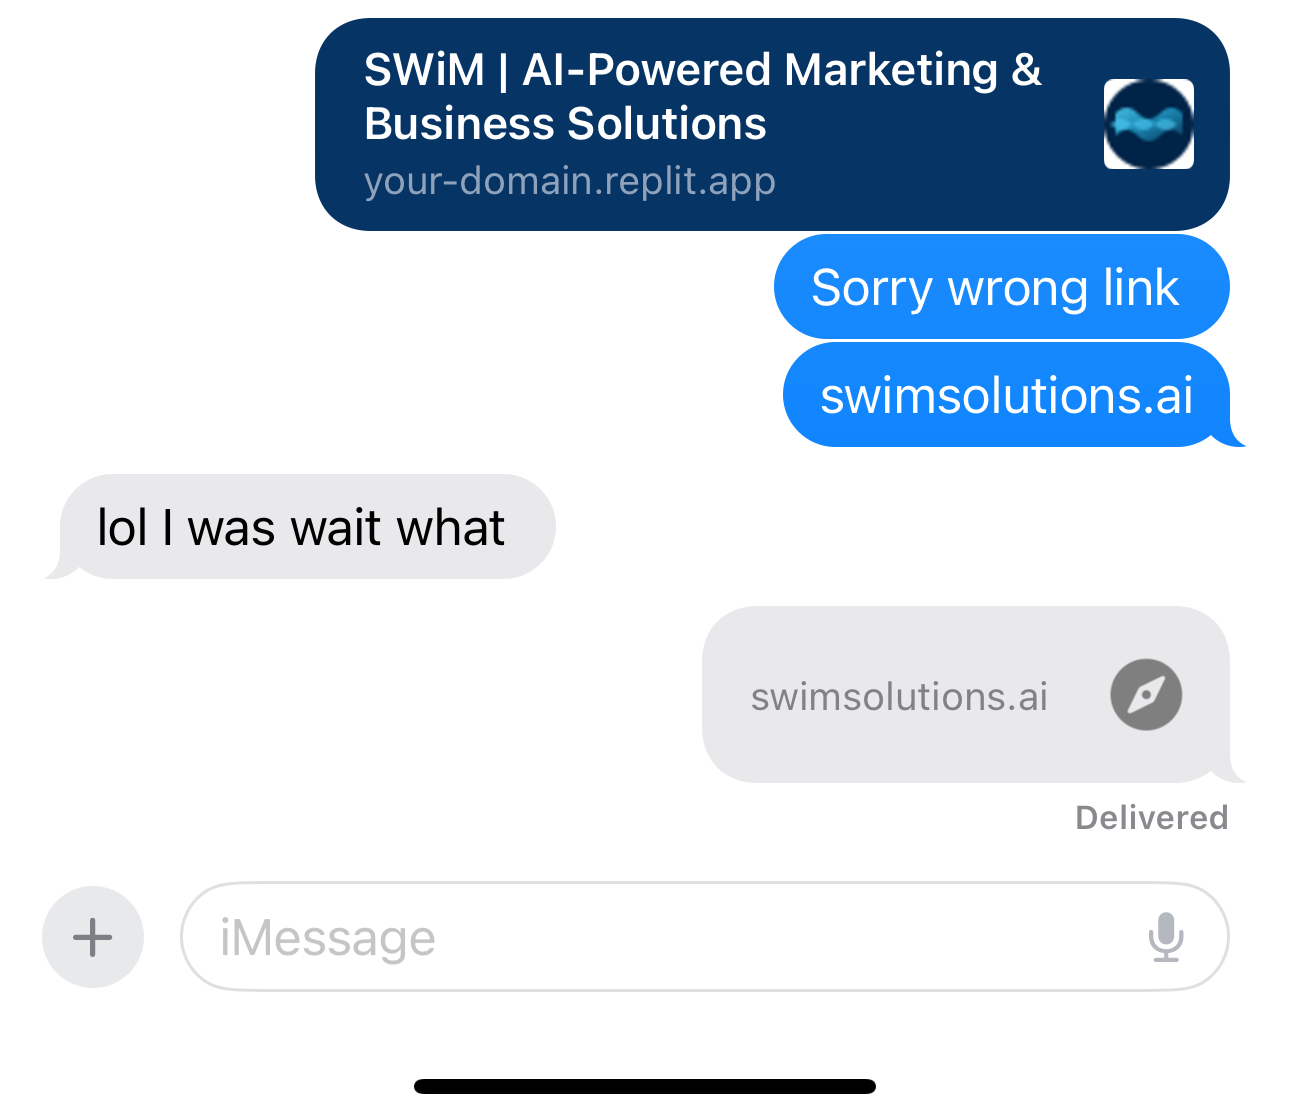 SWiM | AI-Powered Marketing &
Business Solutions
your-domain.replit.app
Sorry wrong link
swimsolutions.ai
lol I was wait what
swimsolutions.ai
Delivered
iMessage